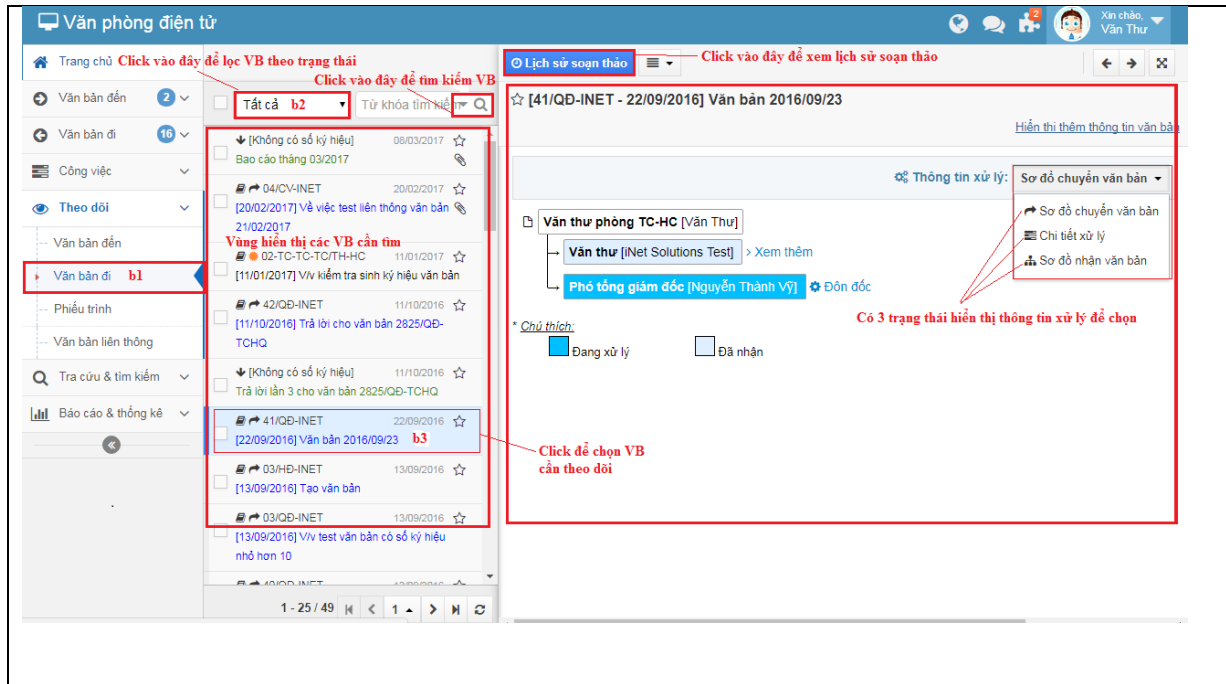 Văn phòng điện tử
2
Xin chào,
Văn Thư
Trang chủ
Click vào đây để lọc VB theo trạng thái
Click vào đây để tìm kiếm VB
Văn bản đến 2
Văn bản đi 16
Công việc
Theo dõi
Văn bản đến
Văn bản đi b1
Phiếu trình
Văn bản liên thông
Tra cứu & tìm kiếm
Báo cáo & thống kê
Tất cả b2
Từ khóa tìm kiếm
[Không có số ký hiệu] 08/03/2017
Bao cáo tháng 03/2017
04/CV-INET 20/02/2017
[20/02/2017] Về việc test liên thông văn bản
21/02/2017
Vùng hiển thị các VB cần tìm
02-TC-TC-TC/TH-HC 11/01/2017
[11/01/2017] V/v kiểm tra sinh ký hiệu văn bản
42/QĐ-INET 11/10/2016
[11/10/2016] Trả lời cho văn bản 2825/QĐ-
TCHQ
[Không có số ký hiệu] 11/10/2016
Trả lời lần 3 cho văn bản 2825/QĐ-TCHQ
41/QĐ-INET 22/09/2016
[22/09/2016] Văn bản 2016/09/23 b3
03/HĐ-INET 13/09/2016
[13/09/2016] Tạo văn bản
03/QĐ-INET 13/09/2016
[13/09/2016] V/v test văn bản có số ký hiệu
nhỏ hơn 10
1 - 25 / 49 1
Lịch sử soạn thảo
Click vào đây để xem lịch sử soạn thảo
[41/QĐ-INET - 22/09/2016] Văn bản 2016/09/23
Hiển thị thêm thông tin văn bản
Thông tin xử lý: Sơ đồ chuyển văn bản
Sơ đồ chuyển văn bản
Chi tiết xử lý
Sơ đồ nhận văn bản
Văn thư phòng TC-HC [Văn Thư]
Văn thư [iNet Solutions Test] Xem thêm
Phó tổng giám đốc [Nguyễn Thành Vỹ] Đôn đốc
Có 3 trạng thái hiển thị thông tin xử lý để chọn
* Chú thích:
Đang xử lý Đã nhận
Click để chọn VB
cần theo dõi